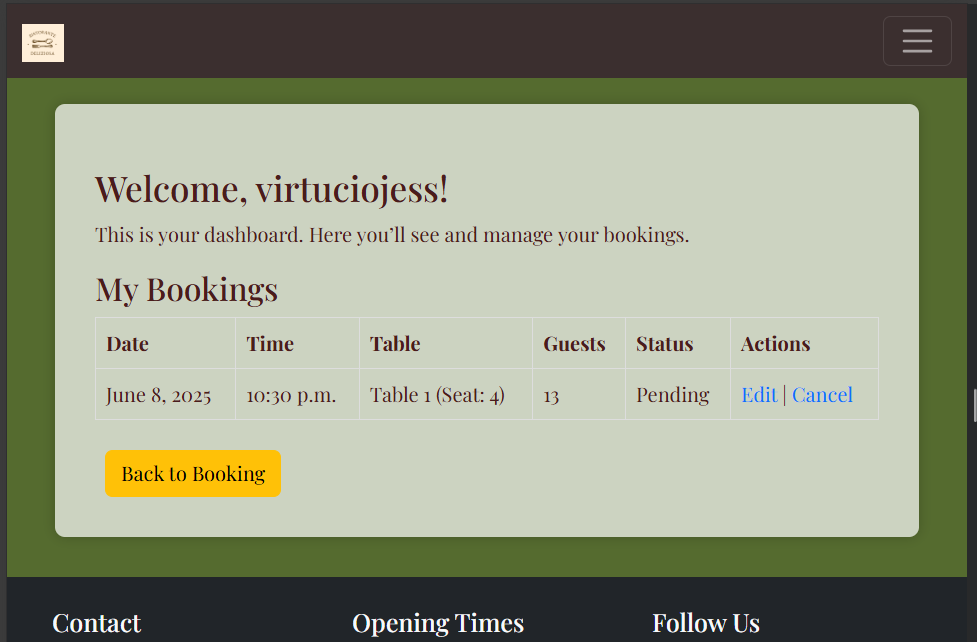 RISTORANTE
DELIZIOSA
Welcome, virtuciojess!
This is your dashboard. Here you’ll see and manage your bookings.
My Bookings
Date Time Table Guests Status Actions
June 8, 2025 10:30 p.m. Table 1 (Seat: 4) 13 Pending Edit | Cancel
Back to Booking
Contact Opening Times Follow Us